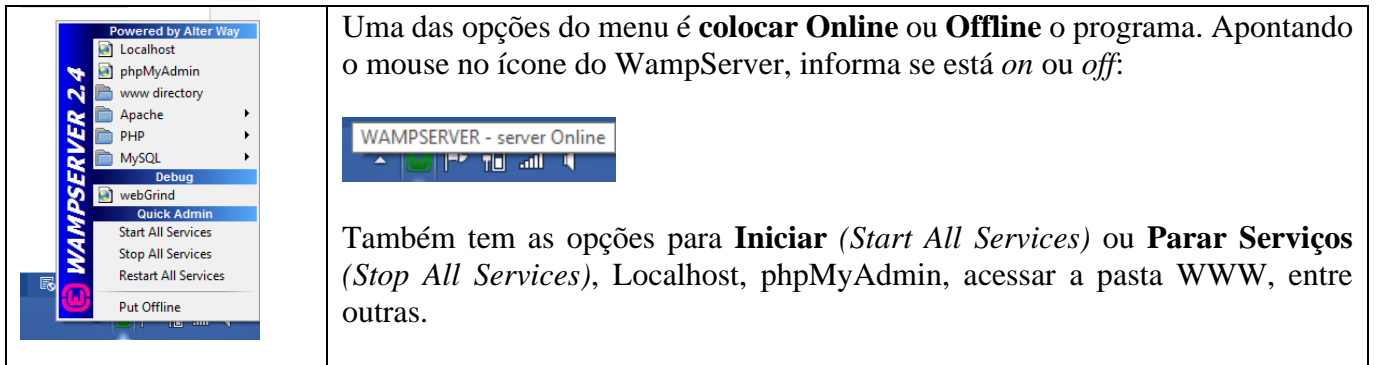 Powered by Alter Way
Localhost
phpMyAdmin
www directory
Apache
PHP
MySQL
Debug
webGrind
Quick Admin
Start All Services
Stop All Services
Restart All Services
Put Offline
WAMPSERVER 2.4
Uma das opções do menu é colocar Online ou Offline o programa. Apontando
o mouse no ícone do WampServer, informa se está on ou off:
WAMPSERVER - server Online
Também tem as opções para Iniciar (Start All Services) ou Parar Serviços
(Stop All Services), Localhost, phpMyAdmin, acessar a pasta WWW, entre
outras.